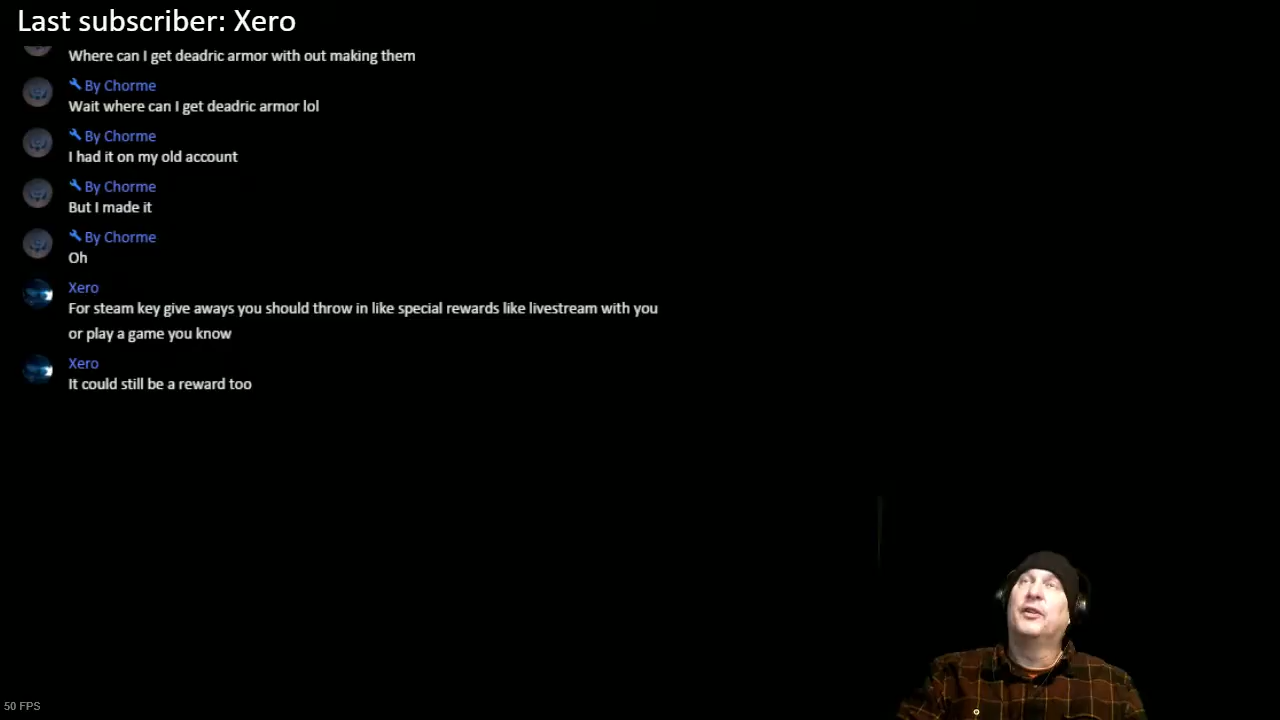 Last subscriber: Xero
Where can I get deadric armor with out making them
By Chorme
Wait where can I get deadric armor lol
By Chorme
I had it on my old account
By Chorme
But I made it
By Chorme
Oh
Xero
For steam key give aways you should throw in like special rewards like livestream with you
or play a game you know
Xero
It could still be a reward too
50 FPS